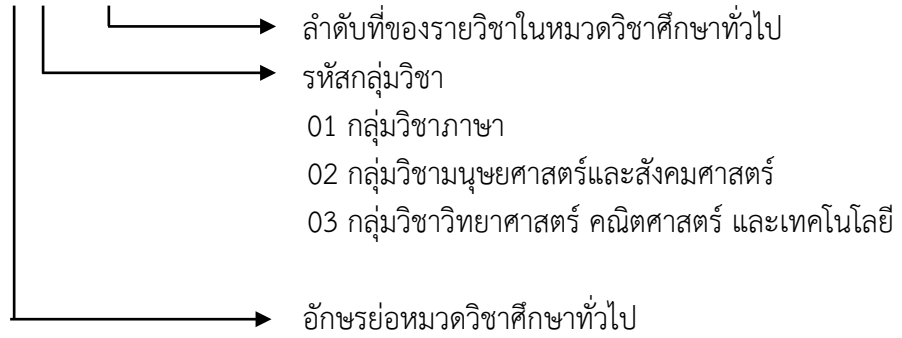 ลำดับที่ของรายวิชาในหมวดวิชาศึกษาทั่วไป
รหัสกลุ่มวิชา
01 กลุ่มวิชาภาษา
02 กลุ่มวิชามนุษยศาสตร์และสังคมศาสตร์
03 กลุ่มวิชาวิทยาศาสตร์ คณิตศาสตร์ และเทคโนโลยี
อักษรย่อหมวดวิชาศึกษาทั่วไป